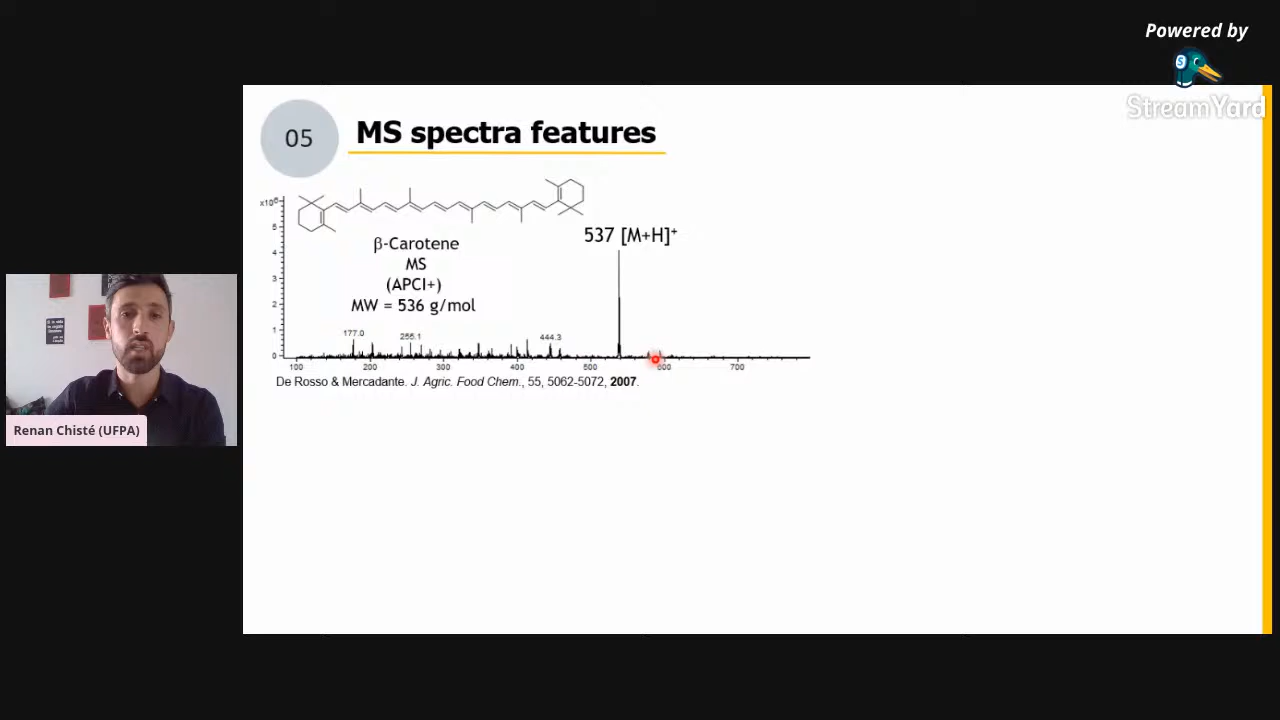 Powered by
StreamYard
05
MS spectra features
x10⁶
5
4
3
2
1
0
β-Carotene
MS
(APCI+)
MW = 536 g/mol
537 [M+H]⁺
177.0
444.3
100
200
300
400
500
600
700
De Rosso & Mercadante. J. Agric. Food Chem., 55, 5062-5072, 2007.
Renan Chisté (UFPA)